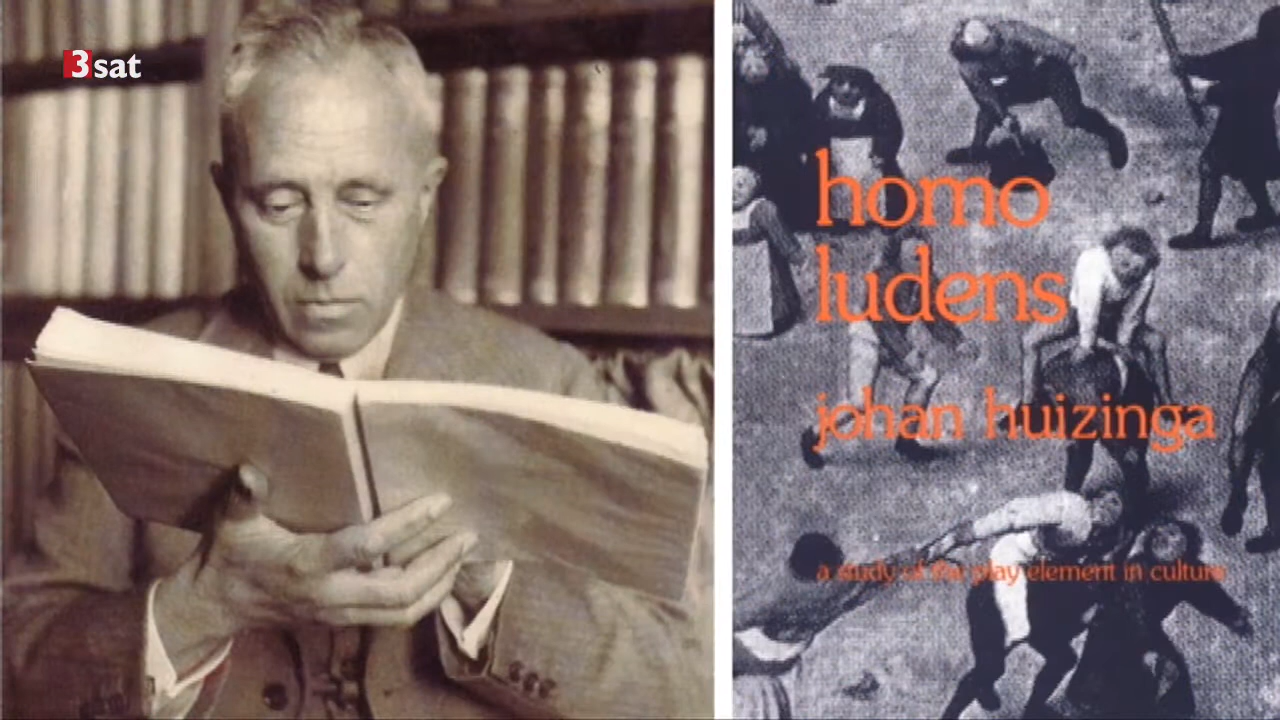 3sat
homo
ludens
johan huizinga
a study of the play element in culture